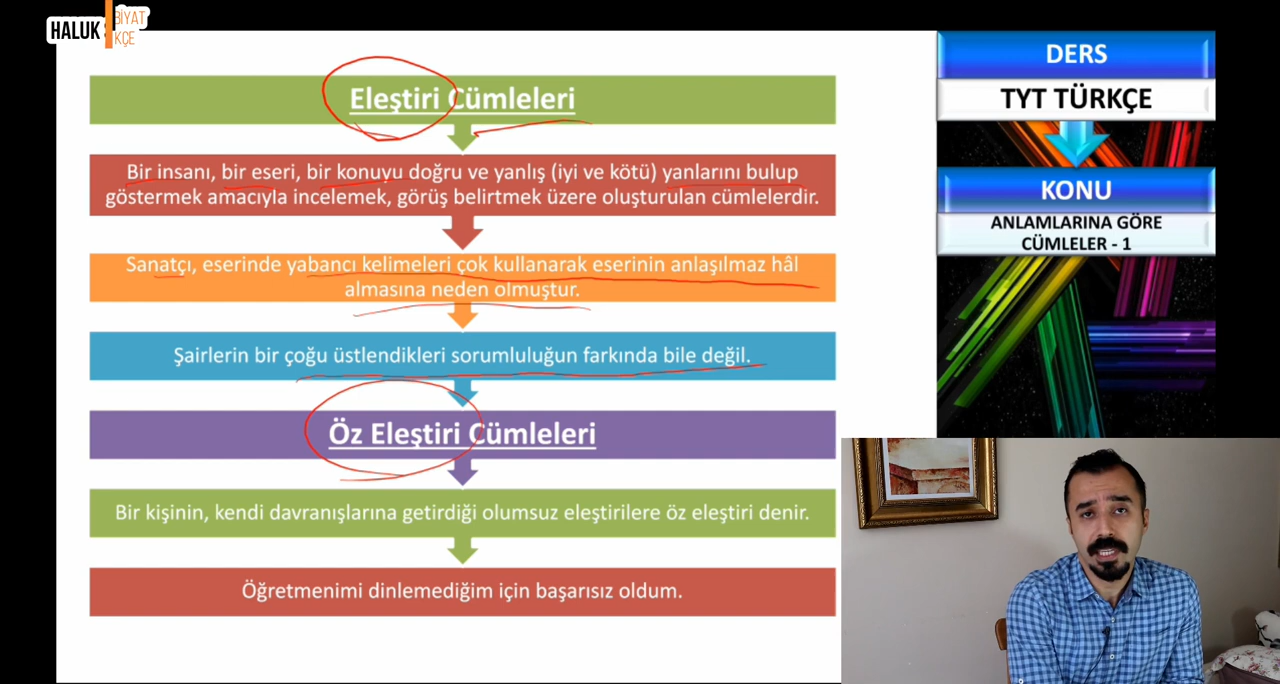 HALUK
BİYAT
KÇE
Eleştiri Cümleleri
Bir insanı, bir eseri, bir konuyu doğru ve yanlış (iyi ve kötü) yanlarını bulup
göstermek amacıyla incelemek, görüş belirtmek üzere oluşturulan cümlelerdir.
Sanatçı, eserinde yabancı kelimeleri çok kullanarak eserinin anlaşılmaz hâl
almasına neden olmuştur.
Şairlerin bir çoğu üstlendikleri sorumluluğun farkında bile değil.
Öz Eleştiri Cümleleri
Bir kişinin, kendi davranışlarına getirdiği olumsuz eleştirilere öz eleştiri denir.
Öğretmenimi dinlemediğim için başarısız oldum.
DERS
TYT TÜRKÇE
KONU
ANLAMLARINA GÖRE
CÜMLELER - 1